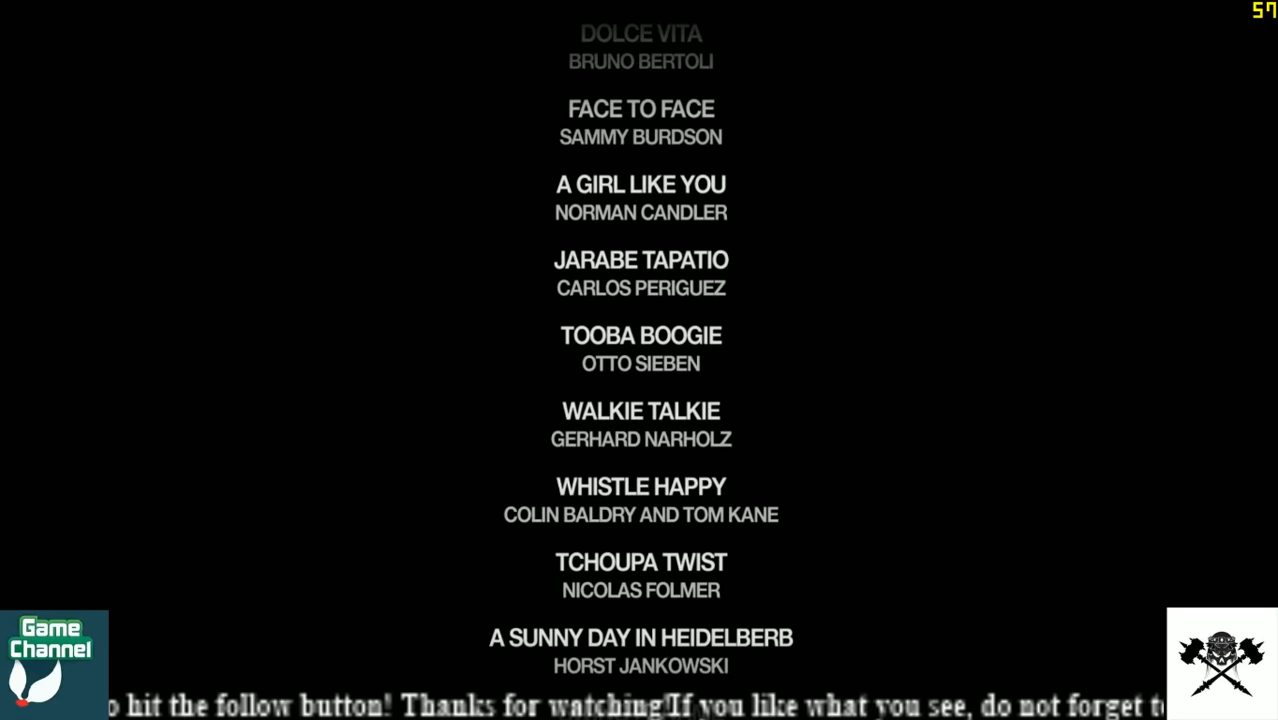 57
DOLCE VITA
BRUNO BERTOLI
FACE TO FACE
SAMMY BURDSON
A GIRL LIKE YOU
NORMAN CANDLER
JARABE TAPATIO
CARLOS PERIGUEZ
TOOBA BOOGIE
OTTO SIEBEN
WALKIE TALKIE
GERHARD NARHOLZ
WHISTLE HAPPY
COLIN BALDRY AND TOM KANE
TCHOUPA TWIST
NICOLAS FOLMER
A SUNNY DAY IN HEIDELBERB
HORST JANKOWSKI
Game
Channel
o hit the follow button! Thanks for watching!If you like what you see, do not forget to